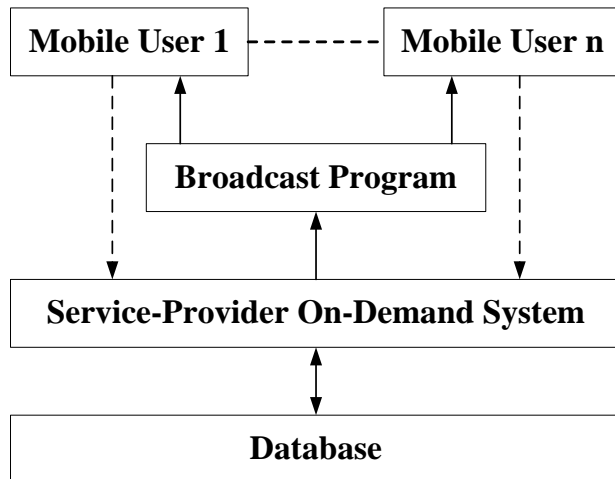 Mobile User 1
Mobile User n
Broadcast Program
Service-Provider On-Demand System
Database